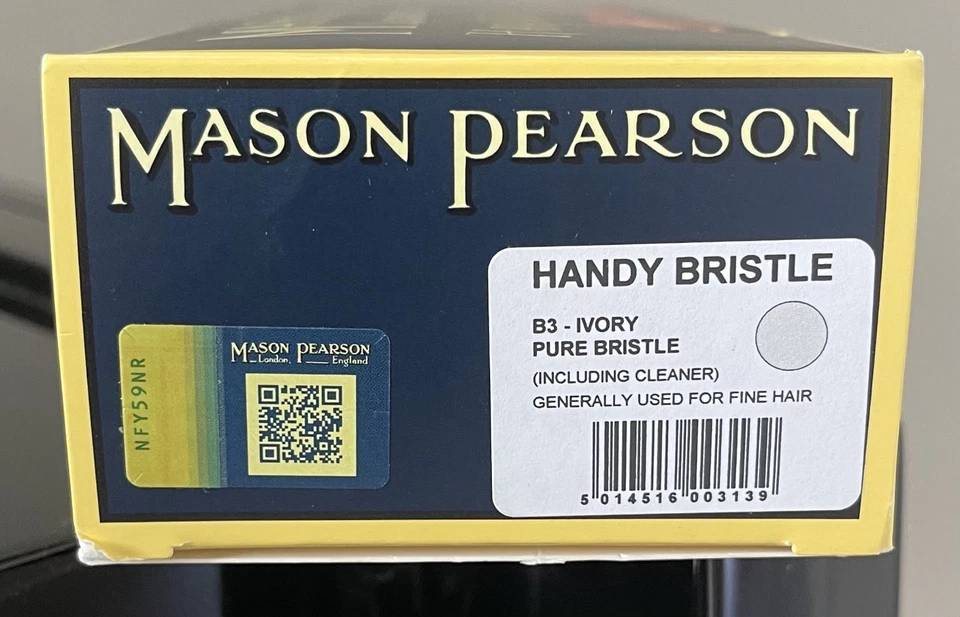 MASON PEARSON
HANDY BRISTLE
B3 - IVORY
PURE BRISTLE
(INCLUDING CLEANER)
GENERALLY USED FOR FINE HAIR
5 014516 003139
MASON PEARSON
London, England
NFY59NR